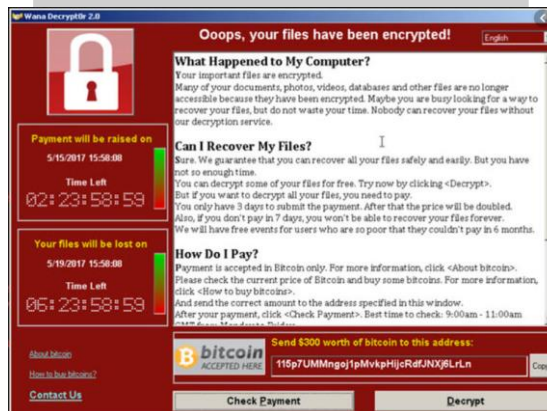 Wana Decrypt0r 2.0
Ooops, your files have been encrypted!
English
What Happened to My Computer?
Your important files are encrypted.
Many of your documents, photos, videos, databases and other files are no longer
accessible because they have been encrypted. Maybe you are busy looking for a way to
recover your files, but do not waste your time. Nobody can recover your files without
our decryption service.
Can I Recover My Files?
Sure. We guarantee that you can recover all your files safely and easily. But you have
not so enough time.
You can decrypt some of your files for free. Try now by clicking <Decrypt>.
But if you want to decrypt all your files, you need to pay.
You only have 3 days to submit the payment. After that the price will be doubled.
Also, if you don't pay in 7 days, you won't be able to recover your files forever.
We will have free events for users who are so poor that they couldn't pay in 6 months.
How Do I Pay?
Payment is accepted in Bitcoin only. For more information, click <About bitcoin>.
Please check the current price of Bitcoin and buy some bitcoins. For more information,
click <How to buy bitcoins>.
And send the correct amount to the address specified in this window.
After your payment, click <Check Payment>. Best time to check: 9:00am - 11:00am
GMT from Monday to Friday.
Payment will be raised on
5/15/2017 15:58:08
Time Left
02:23:58:59
Your files will be lost on
5/19/2017 15:58:08
Time Left
06:23:58:59
About bitcoin
How to buy bitcoins?
Contact Us
bitcoin
ACCEPTED HERE
Send $300 worth of bitcoin to this address:
115p7UMMngoj1pMvkpHijcRdfJNXj6LrLn
Copy
Check Payment
Decrypt